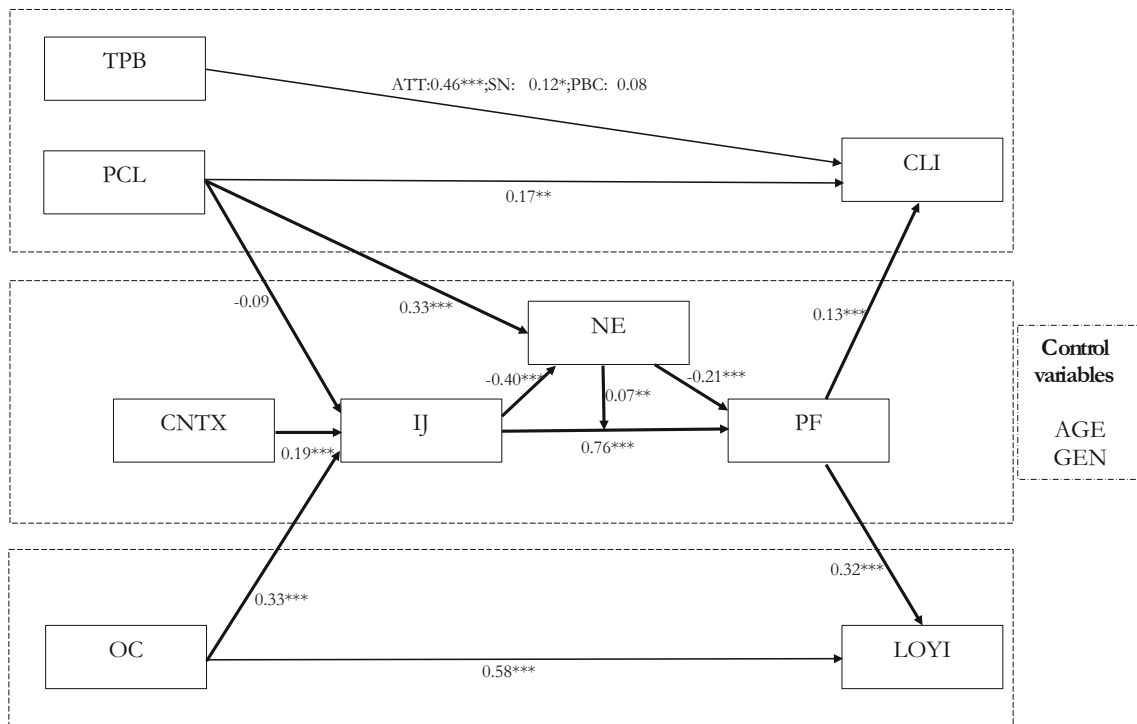 TPB
ATT:0.46***;SN: 0.12*;PBC: 0.08
CLI
PCL
0.17**
-0.09
0.33***
NE
0.13***
Control
variables
-0.40***
-0.21***
0.07**
CNTX
IJ
PF
AGE
GEN
0.19***
0.76***
0.33***
0.32***
OC
LOYI
0.58***